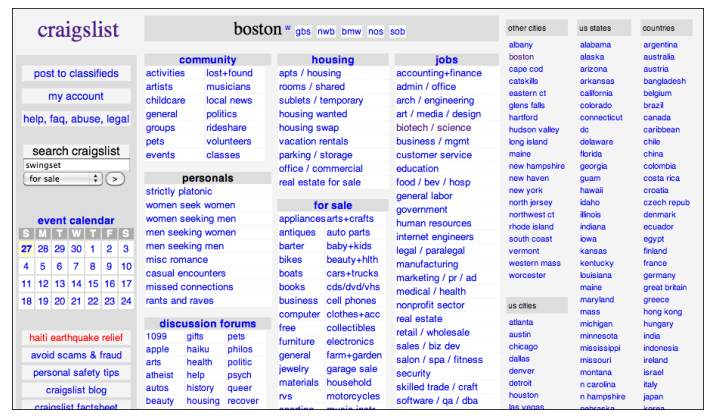 craigslist
post to classifieds
my account
help, faq, abuse, legal
search craigslist
swingset
for sale
>
event calendar
S M T W T F S
27 28 29 30 1 2 3
4 5 6 7 8 9 10
11 12 13 14 15 16 17
18 19 20 21 22 23 24
haiti earthquake relief
avoid scams & fraud
personal safety tips
craigslist blog
craigslist factsheet
boston w gbs nwb bmw nos sob
community
activities lost+found
artists musicians
childcare local news
general politics
groups rideshare
pets volunteers
events classes
personals
strictly platonic
women seek women
women seeking men
men seeking women
men seeking men
misc romance
casual encounters
missed connections
rants and raves
discussion forums
1099 gifts pets
apple haiku philos
arts health politic
atheist help psych
autos history queer
beauty housing recover
housing
apts / housing
rooms / shared
sublets / temporary
housing wanted
housing swap
vacation rentals
parking / storage
office / commercial
real estate for sale
for sale
appliances arts+crafts
antiques auto parts
barter baby+kids
bikes beauty+hlth
boats cars+trucks
books cds/dvd/vhs
business cell phones
computer clothes+acc
free collectibles
furniture electronics
general farm+garden
jewelry garage sale
materials household
rvs motorcycles
sporting music instr
jobs
accounting+finance
admin / office
arch / engineering
art / media / design
biotech / science
business / mgmt
customer service
education
food / bev / hosp
general labor
government
human resources
internet engineers
legal / paralegal
manufacturing
marketing / pr / ad
medical / health
nonprofit sector
real estate
retail / wholesale
sales / biz dev
salon / spa / fitness
security
skilled trade / craft
software / qa / dba
other cities
albany
boston
cape cod
catskills
eastern ct
glens falls
hartford
hudson valley
long island
maine
new hampshire
new haven
new york
north jersey
northwest ct
rhode island
south coast
vermont
western mass
worcester
us cities
atlanta
austin
chicago
dallas
denver
detroit
houston
las vegas
us states
alabama
alaska
arizona
arkansas
california
colorado
connecticut
dc
delaware
florida
georgia
guam
hawaii
idaho
illinois
indiana
iowa
kansas
kentucky
louisiana
maine
maryland
mass
michigan
minnesota
mississippi
missouri
montana
n carolina
n hampshire
nebraska
countries
argentina
australia
austria
bangladesh
belgium
brazil
canada
caribbean
chile
china
colombia
costa rica
croatia
czech repub
denmark
ecuador
egypt
finland
france
germany
great britain
greece
hong kong
hungary
india
indonesia
ireland
israel
italy
japan
korea